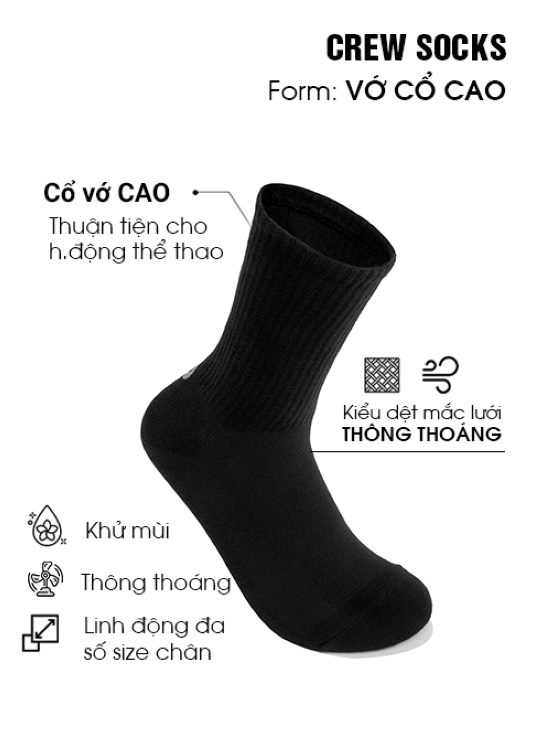 CREW SOCKS
Form: VỚ CỔ CAO
Cổ vớ CAO
Thuận tiện cho
h.động thể thao
Kiểu dệt mắc lưới
THÔNG THOÁNG
Khử mùi
Thông thoáng
Linh động đa
số size chân